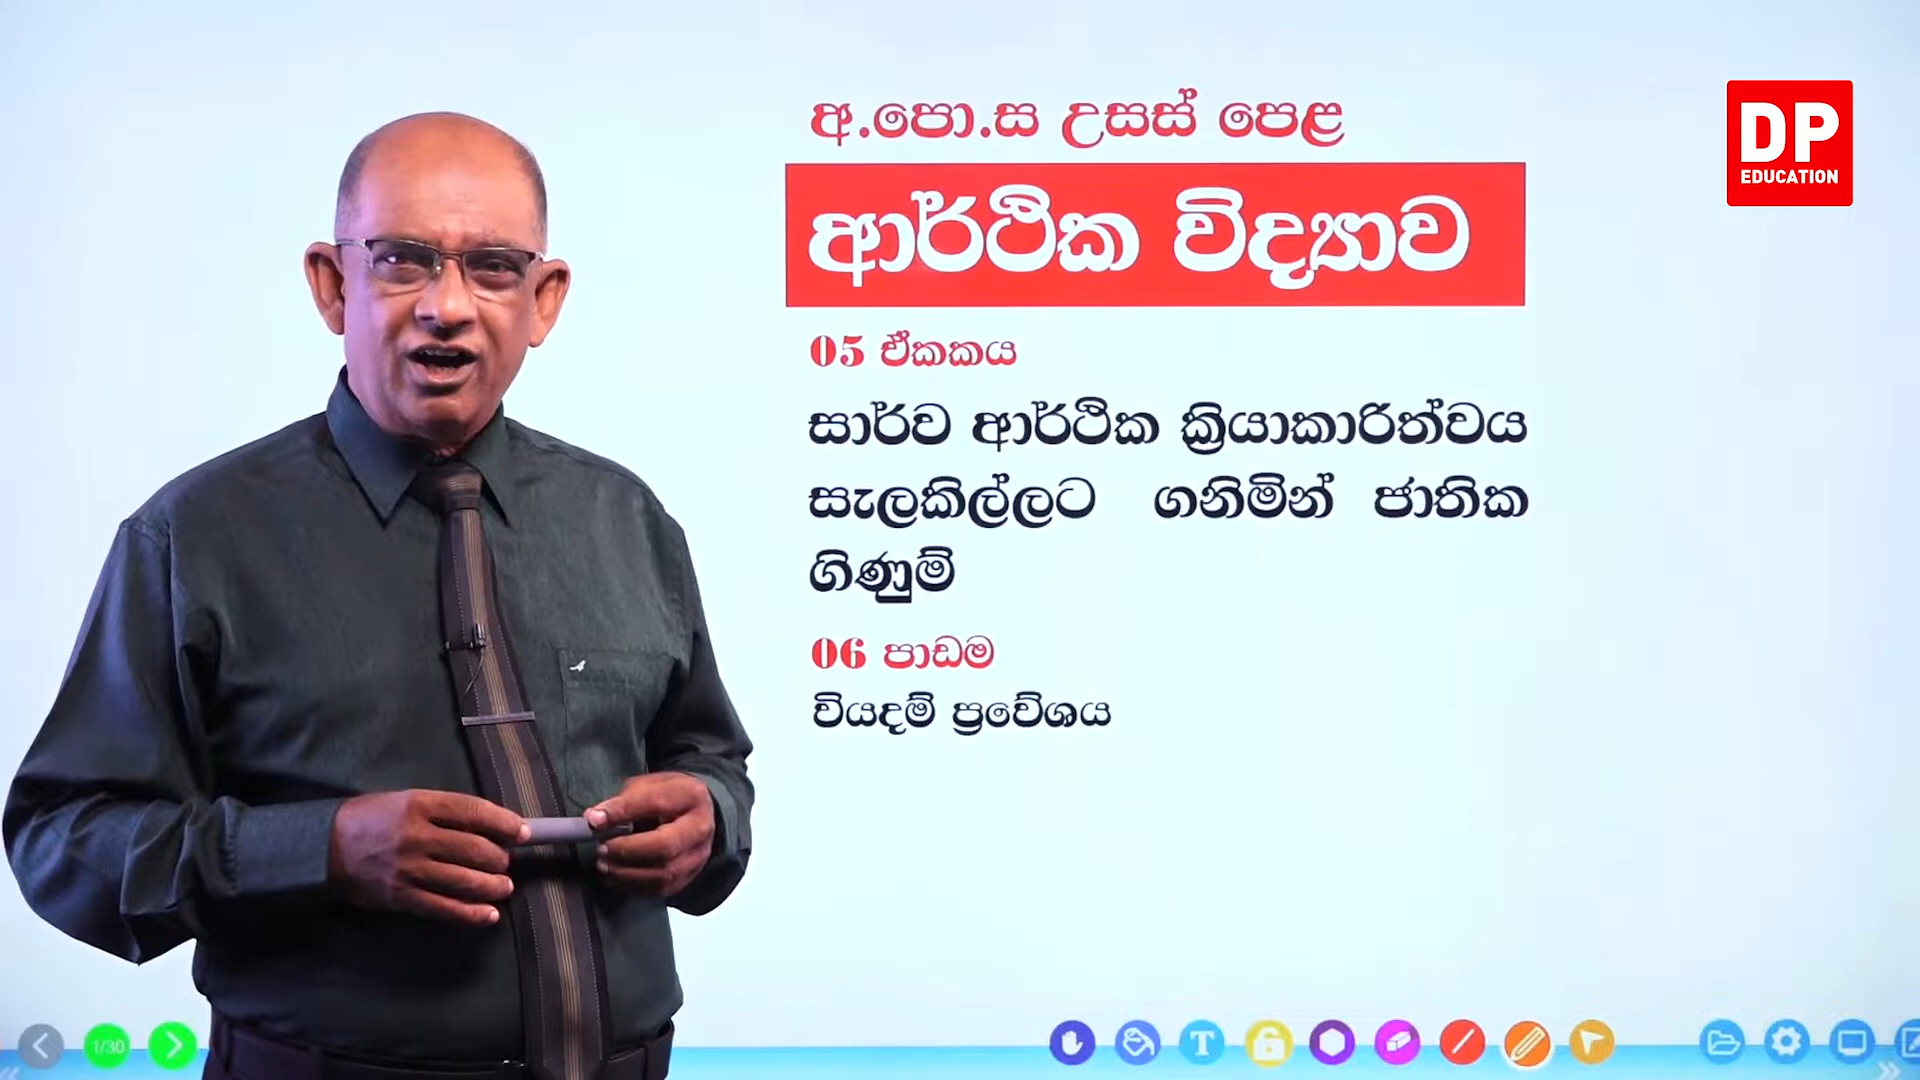 අ.පො.ස උසස් පෙළ
DP
EDUCATION
ආර්ථික විද්‍යාව
05 ඒකකය
සාර්ව ආර්ථික ක්‍රියාකාරිත්වය
සැලකිල්ලට ගනිමින් ජාතික
ගිණුම්
06 පාඩම
වියදම් ප්‍රවේශය
1/30
T